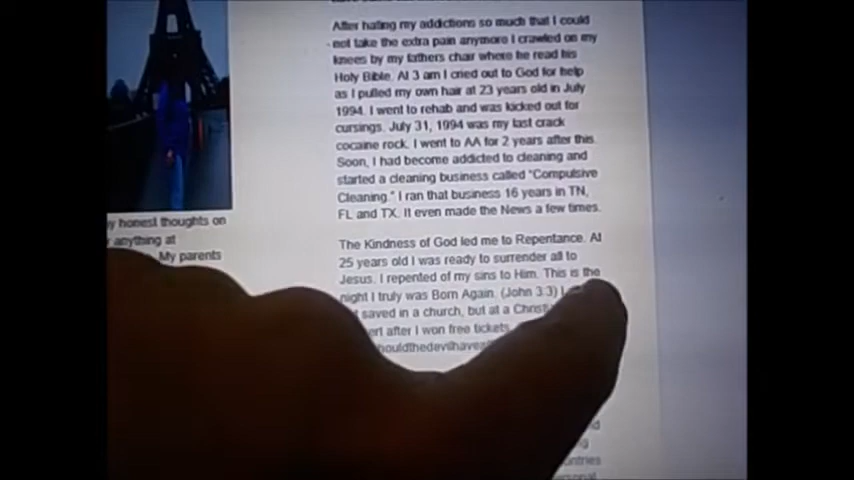 After hating my addictions so much that I could
not take the extra pain anymore I crawled on my
knees by my fathers chair where he read his
Holy Bible. At 3 am I cried out to God for help
as I pulled my own hair at 23 years old in July
1994. I went to rehab and was kicked out for
cursings. July 31, 1994 was my last crack
cocaine rock. I went to AA for 2 years after this.
Soon, I had become addicted to cleaning and
started a cleaning business called "Compulsive
Cleaning." I ran that business 16 years in TN,
FL and TX. It even made the News a few times.
The Kindness of God led me to Repentance. At
25 years old I was ready to surrender all to
Jesus. I repented of my sins to Him. This is the
night I truly was Born Again. (John 3:3) I
saved in a church, but at a
after I won free tickets
honest thoughts on
anything at
My parents